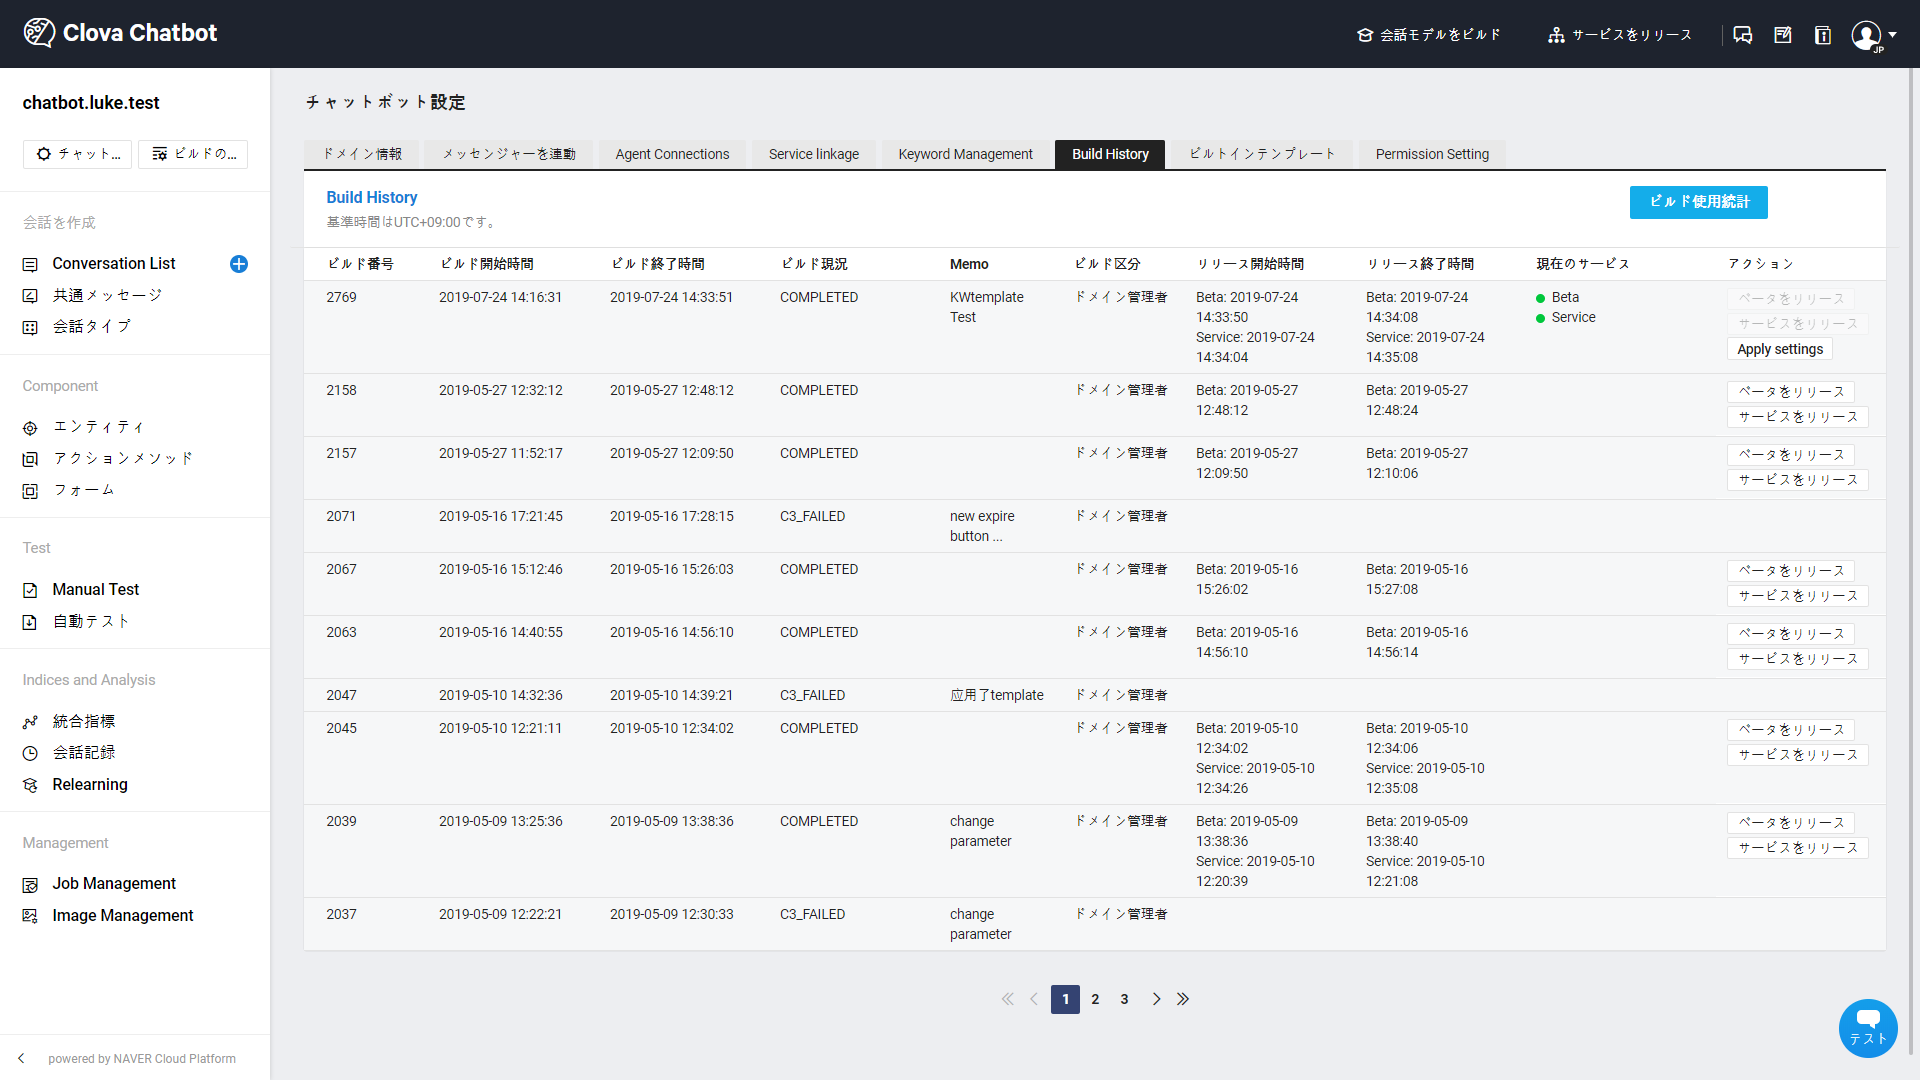 Clova Chatbot
会話モデルをビルド
サービスをリリース
JP
chatbot.luke.test
チャット...
ビルドの...
会話を作成
Conversation List
共通メッセージ
会話タイプ
Component
エンティティ
アクションメソッド
フォーム
Test
Manual Test
自動テスト
Indices and Analysis
統合指標
会話記録
Relearning
Management
Job Management
Image Management
powered by NAVER Cloud Platform
チャットボット設定
ドメイン情報
メッセンジャーを連動
Agent Connections
Service linkage
Keyword Management
Build History
ビルトインテンプレート
Permission Setting
Build History
基準時間はUTC+09:00です。
ビルド使用統計
ビルド番号 ビルド開始時間 ビルド終了時間 ビルド現況 Memo ビルド区分 リリース開始時間 リリース終了時間 現在のサービス アクション
2769 2019-07-24 14:16:31 2019-07-24 14:33:51 COMPLETED KWtemplate ドメイン管理者 Beta: 2019-07-24 Beta: 2019-07-24 Beta ベータをリリース
Test 14:33:50 14:34:08 Service サービスをリリース
Service: 2019-07-24 Service: 2019-07-24 Apply settings
14:34:04 14:35:08
2158 2019-05-27 12:32:12 2019-05-27 12:48:12 COMPLETED ドメイン管理者 Beta: 2019-05-27 Beta: 2019-05-27 ベータをリリース
12:48:12 12:48:24 サービスをリリース
2157 2019-05-27 11:52:17 2019-05-27 12:09:50 COMPLETED ドメイン管理者 Beta: 2019-05-27 Beta: 2019-05-27 ベータをリリース
12:09:50 12:10:06 サービスをリリース
2071 2019-05-16 17:21:45 2019-05-16 17:28:15 C3_FAILED new expire ドメイン管理者
button ...
2067 2019-05-16 15:12:46 2019-05-16 15:26:03 COMPLETED ドメイン管理者 Beta: 2019-05-16 Beta: 2019-05-16 ベータをリリース
15:26:02 15:27:08 サービスをリリース
2063 2019-05-16 14:40:55 2019-05-16 14:56:10 COMPLETED ドメイン管理者 Beta: 2019-05-16 Beta: 2019-05-16 ベータをリリース
14:56:10 14:56:14 サービスをリリース
2047 2019-05-10 14:32:36 2019-05-10 14:39:21 C3_FAILED 应用了template ドメイン管理者
2045 2019-05-10 12:21:11 2019-05-10 12:34:02 COMPLETED ドメイン管理者 Beta: 2019-05-10 Beta: 2019-05-10 ベータをリリース
12:34:02 12:34:06 サービスをリリース
Service: 2019-05-10 Service: 2019-05-10
12:34:26 12:35:08
2039 2019-05-09 13:25:36 2019-05-09 13:38:36 COMPLETED change ドメイン管理者 Beta: 2019-05-09 Beta: 2019-05-09 ベータをリリース
parameter 13:38:36 13:38:40 サービスをリリース
Service: 2019-05-10 Service: 2019-05-10
12:20:39 12:21:08
2037 2019-05-09 12:22:21 2019-05-09 12:30:33 C3_FAILED change ドメイン管理者
parameter
1 2 3
テスト